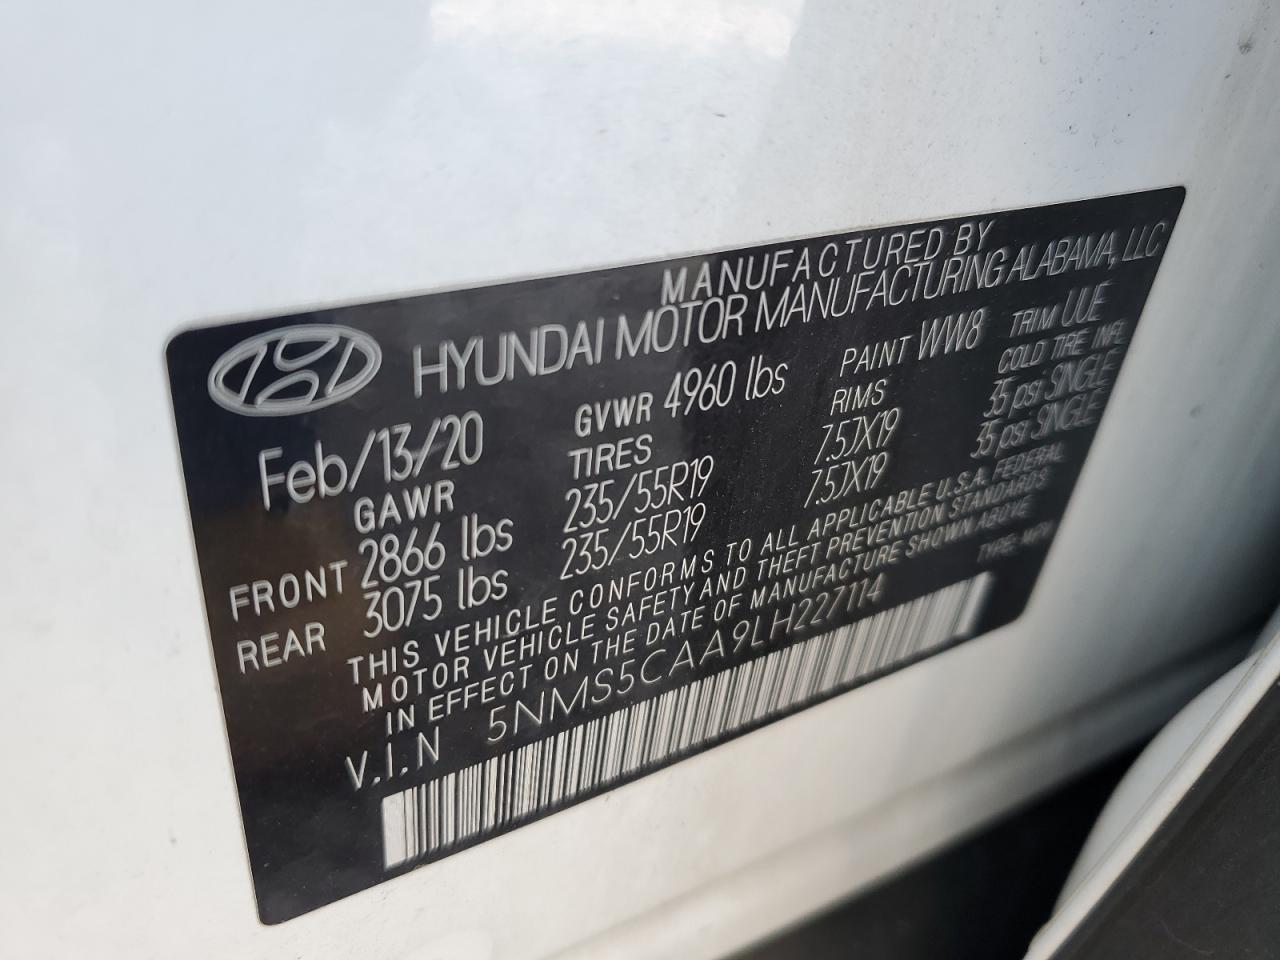 MANUFACTURED BY
HYUNDAI MOTOR MANUFACTURING ALABAMA, LLC
Feb/13/20 GVWR 4960 lbs PAINT WW8 TRIM UUE
GAWR TIRES RIMS COLD TIRE INFL
FRONT 2866 lbs 235/55R19 7.5JX19 35 psi SINGLE
REAR 3075 lbs 235/55R19 7.5JX19 35 psi SINGLE
THIS VEHICLE CONFORMS TO ALL APPLICABLE U.S.A. FEDERAL
MOTOR VEHICLE SAFETY AND THEFT PREVENTION STANDARDS
IN EFFECT ON THE DATE OF MANUFACTURE SHOWN ABOVE
V.I.N 5NMS5CAA9LH227114 TYPE:MPV